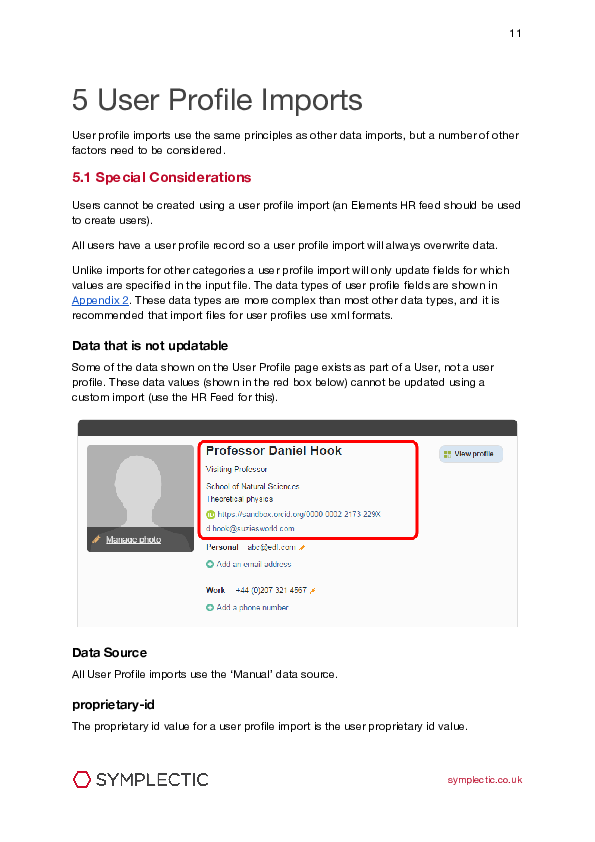 11
5 User Profile Imports
User profile imports use the same principles as other data imports, but a number of other
factors need to be considered.
5.1 Special Considerations
Users cannot be created using a user profile import (an Elements HR feed should be used
to create users).
All users have a user profile record so a user profile import will always overwrite data.
Unlike imports for other categories a user profile import will only update fields for which
values are specified in the input file. The data types of user profile fields are shown in
Appendix 2. These data types are more complex than most other data types, and it is
recommended that import files for user profiles use xml formats.
Data that is not updatable
Some of the data shown on the User Profile page exists as part of a User, not a user
profile. These data values (shown in the red box below) cannot be updated using a
custom import (use the HR Feed for this).
Professor Daniel Hook
View profile
Visiting Professor
School of Natural Sciences
Theoretical physics
https://sandbox.orcid.org/0000-0002-2173-229X
d.hook@suziesworld.com
Manage photo
Personal abc@edf.com
Add an email address
Work +44 (0)207 321 4567
Add a phone number
Data Source
All User Profile imports use the ‘Manual’ data source.
proprietary-id
The proprietary id value for a user profile import is the user proprietary id value.
SYMPLECTIC
symplectic.co.uk